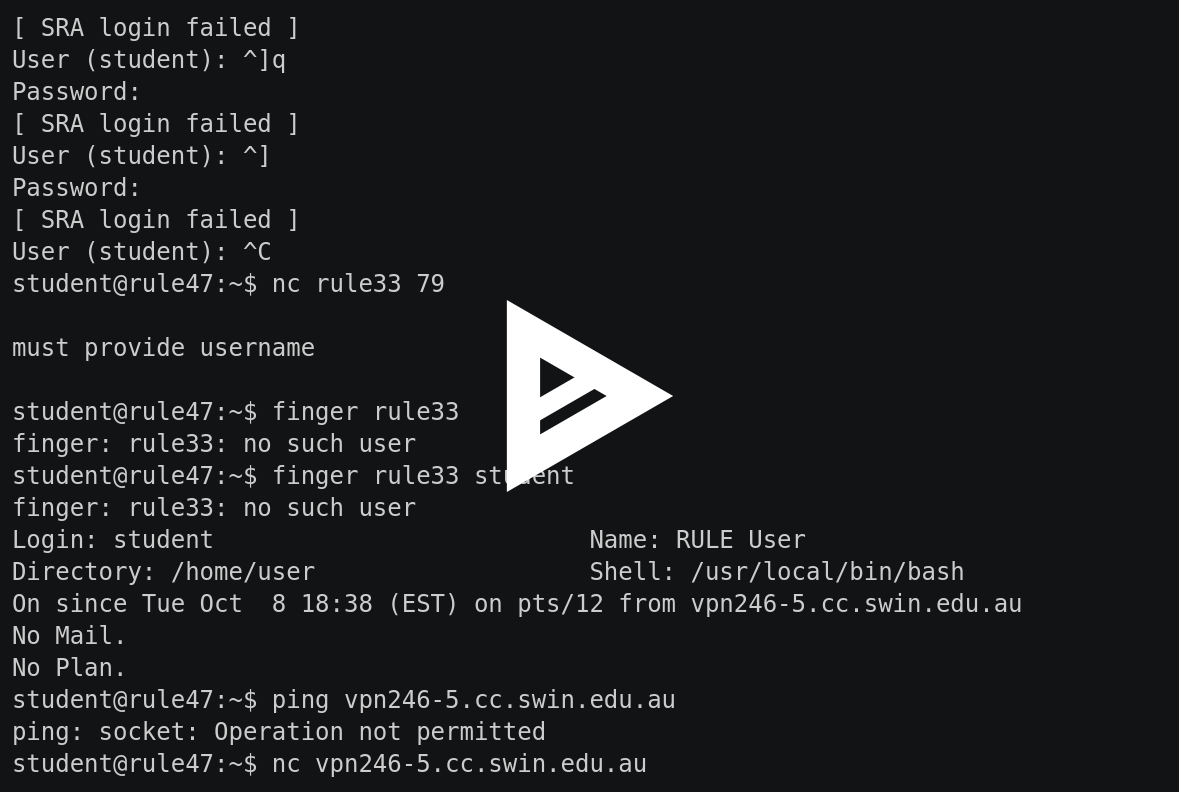 [ SRA login failed ]
User (student): ^]q
Password:
[ SRA login failed ]
User (student): ^]
Password:
[ SRA login failed ]
User (student): ^C
student@rule47:~$ nc rule33 79
must provide username
student@rule47:~$ finger rule33
finger: rule33: no such user
student@rule47:~$ finger rule33 student
finger: rule33: no such user
Login: student                          Name: RULE User
Directory: /home/user                   Shell: /usr/local/bin/bash
On since Tue Oct  8 18:38 (EST) on pts/12 from vpn246-5.cc.swin.edu.au
No Mail.
No Plan.
student@rule47:~$ ping vpn246-5.cc.swin.edu.au
ping: socket: Operation not permitted
student@rule47:~$ nc vpn246-5.cc.swin.edu.au